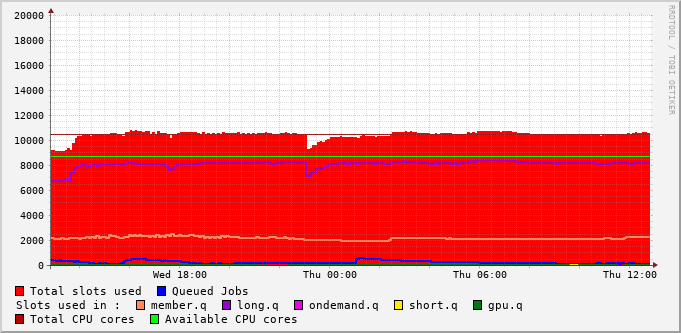 20000
18000
16000
14000
12000
10000
8000
6000
4000
2000
0
Wed 18:00 Thu 00:00 Thu 06:00 Thu 12:00
Total slots used Queued Jobs
Slots used in : member.q long.q ondemand.q short.q gpu.q
Total CPU cores Available CPU cores
RRDTOOL / TOBI OETIKER